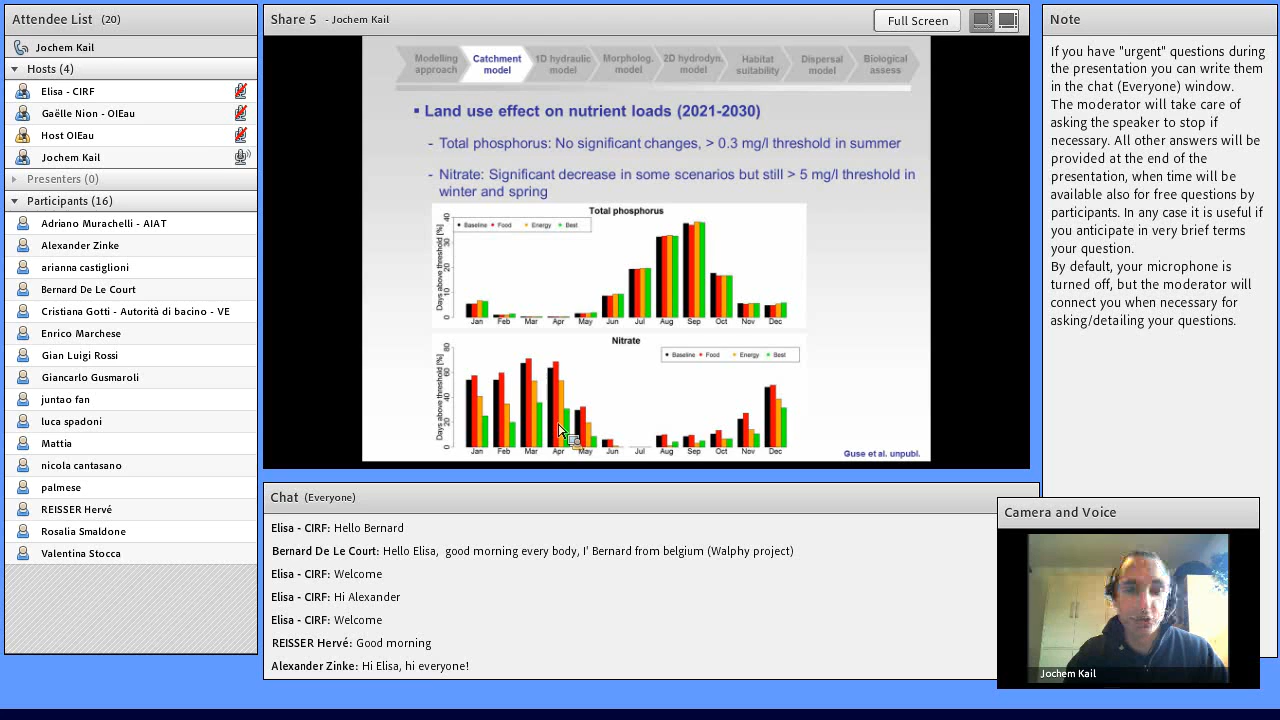 Attendee List (20)
Jochem Kail
Hosts (4)
Elisa - CIRF
Gaëlle Nion - OIEau
Host OIEau
Jochem Kail
Presenters (0)
Participants (16)
Adriano Murachelli - AIAT
Alexander Zinke
arianna castiglioni
Bernard De Le Court
Cristiana Gotti - Autorità di bacino - VE
Enrico Marchese
Gian Luigi Rossi
Giancarlo Gusmaroli
juntao fan
luca spadoni
Mattia
nicola cantasano
palmese
REISSER Hervé
Rosalia Smaldone
Valentina Stocca
Share 5 - Jochem Kail
Full Screen
Modelling approach
Catchment model
1D hydraulic model
Morpholog. model
2D hydrodyn. model
Habitat suitability
Dispersal model
Biological assess
Land use effect on nutrient loads (2021-2030)
- Total phosphorus: No significant changes, > 0.3 mg/l threshold in summer
- Nitrate: Significant decrease in some scenarios but still > 5 mg/l threshold in
winter and spring
Total phosphorus
Baseline Food Energy Best
Days above threshold [%]
0 10 20 30 40
Jan Feb Mar Apr May Jun Jul Aug Sep Oct Nov Dec
Nitrate
Baseline Food Energy Best
Days above threshold [%]
0 20 40 60 80
Jan Feb Mar Apr May Jun Jul Aug Sep Oct Nov Dec
Guse et al. unpubl.
Chat (Everyone)
Elisa - CIRF: Hello Bernard
Bernard De Le Court: Hello Elisa, good morning every body, I' Bernard from belgium (Walphy project)
Elisa - CIRF: Welcome
Elisa - CIRF: Hi Alexander
Elisa - CIRF: Welcome
REISSER Hervé: Good morning
Alexander Zinke: Hi Elisa, hi everyone!
Note
If you have "urgent" questions during
the presentation you can write them
in the chat (Everyone) window.
The moderator will take care of
asking the speaker to stop if
necessary. All other answers will be
provided at the end of the
presentation, when time will be
available also for free questions by
participants. In any case it is useful if
you anticipate in very brief terms
your question.
By default, your microphone is
turned off, but the moderator will
connect you when necessary for
asking/detailing your questions.
Camera and Voice
Jochem Kail